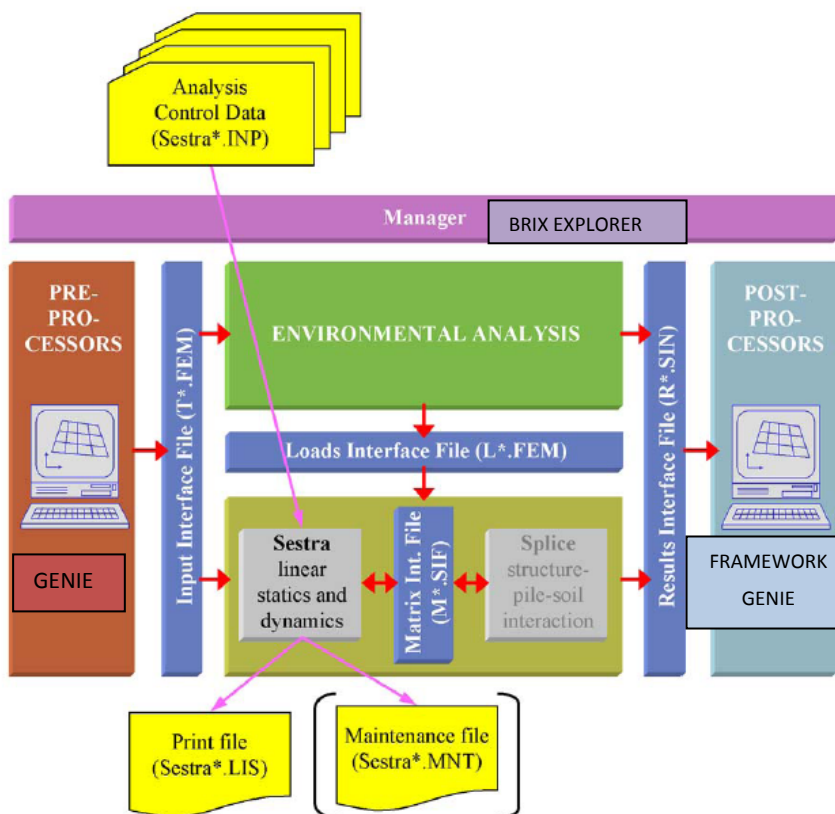 Analysis
Control Data
(Sestra*.INP)
Manager
BRIX EXPLORER
PRE-
PRO-
CESSORS
GENIE
Input Interface File (T*.FEM)
ENVIRONMENTAL ANALYSIS
Loads Interface File (L*.FEM)
Sestra
linear
statics and
dynamics
Matrix Int. File
(M*.SIF)
Splice
structure-
pile-soil
interaction
Results Interface File (R*.SIN)
POST-
PRO-
CESSORS
FRAMEWORK
GENIE
Print file
(Sestra*.LIS)
Maintenance file
(Sestra*.MNT)